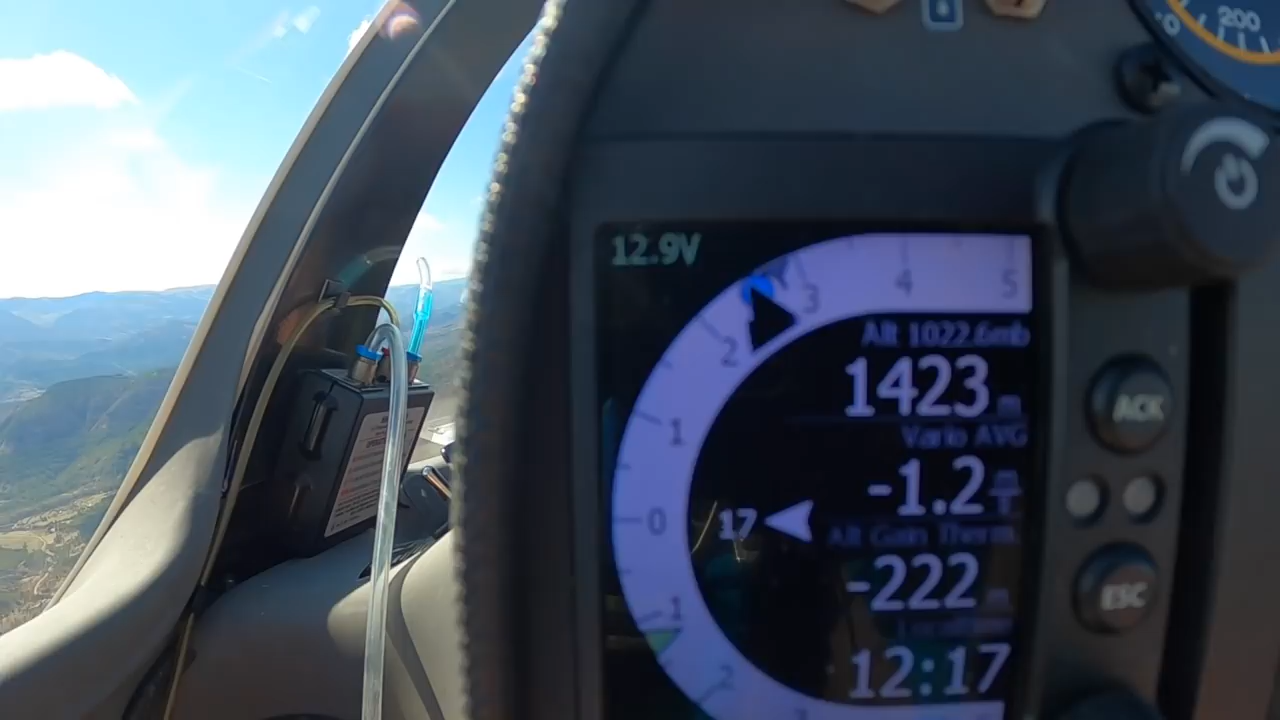 200
12.9V
5
4
3
2
1
0
1
2
Alt 1022.6mb
1423 m
Vario AVG
-1.2
17
Alt Gain Therm.
-222
12:17
ACK
ESC